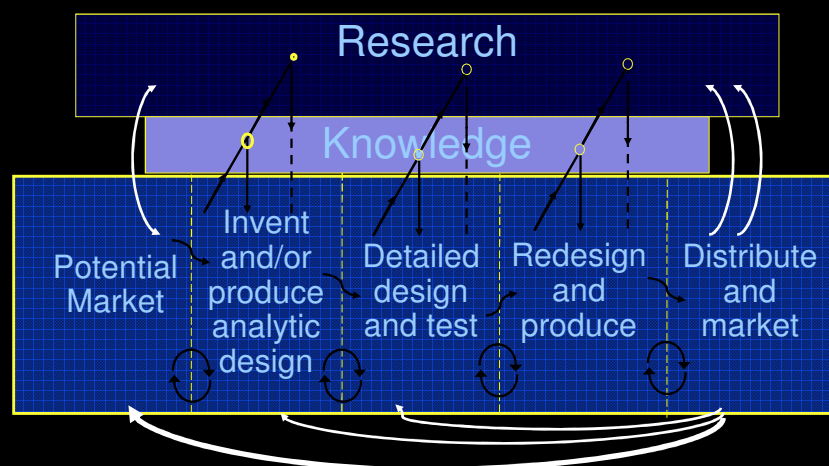 Research
Knowledge
Potential
Market
Invent
and/or
produce
analytic
design
Detailed
design
and test
Redesign
and
produce
Distribute
and
market